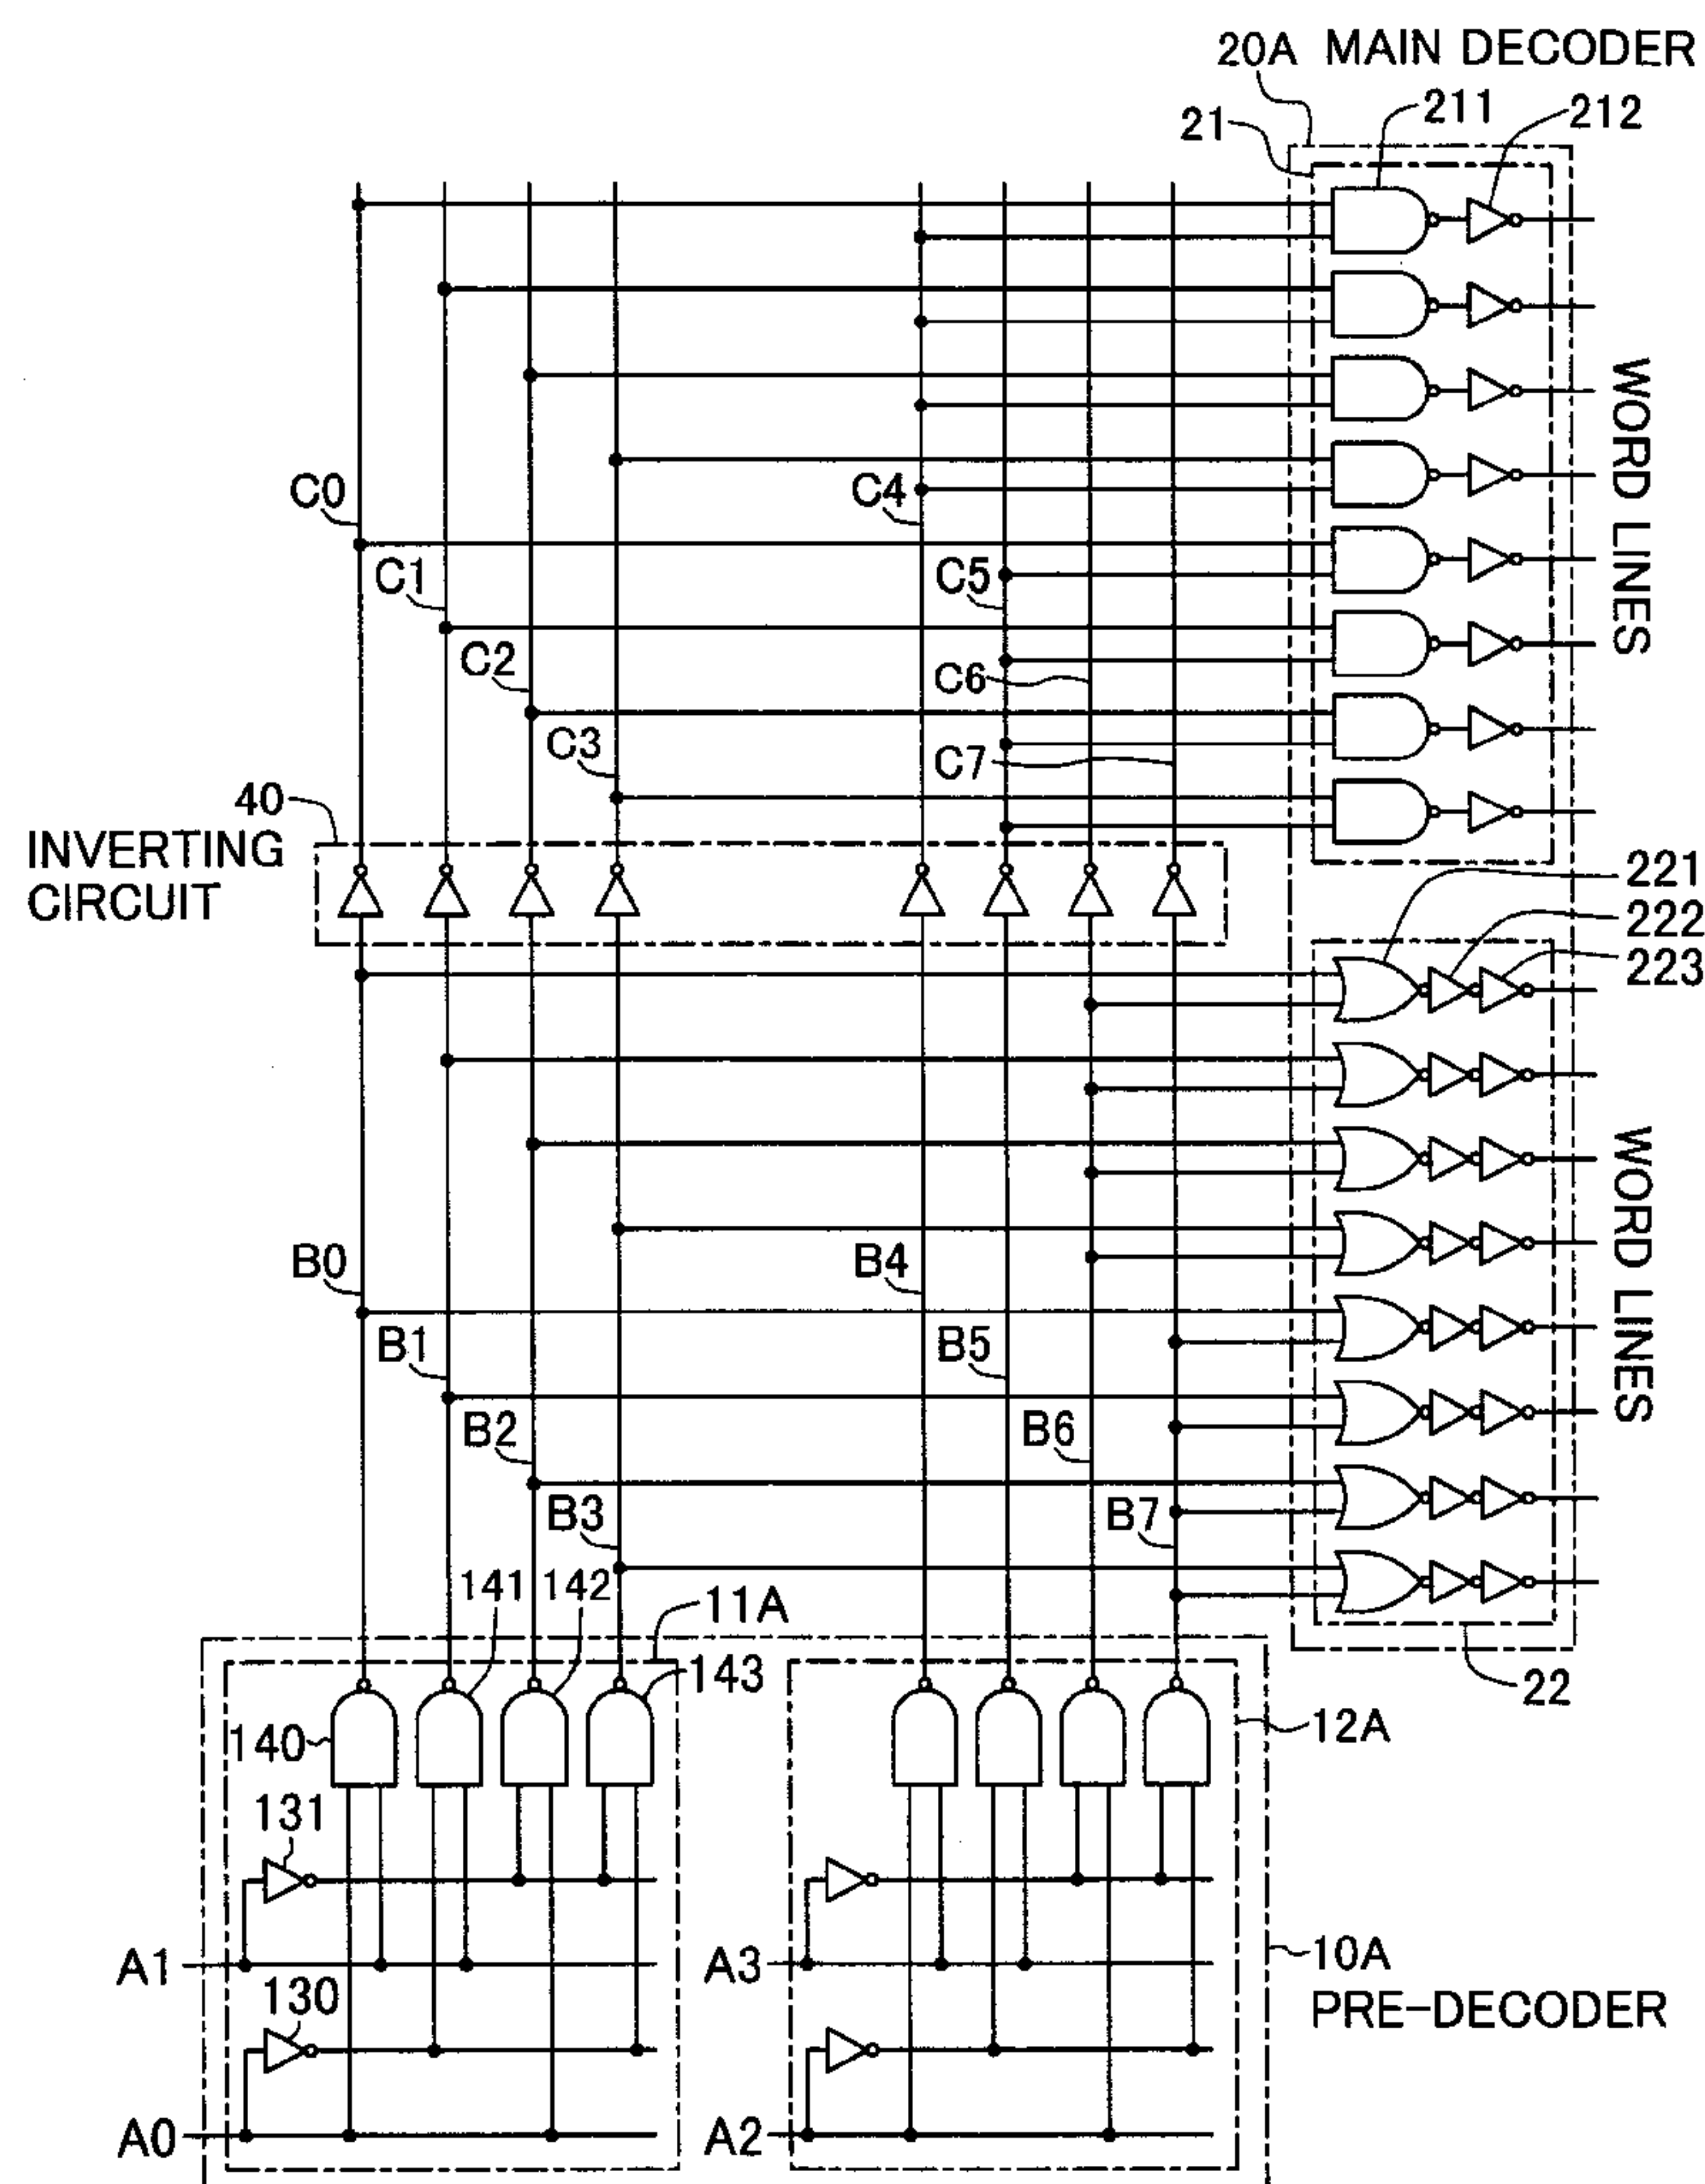 20A MAIN DECODER
21
211
212
C0
C4
C1
C5
C2
C6
C3
C7
WORD LINES
40
INVERTING
CIRCUIT
221
222
223
B0
B4
B1
B5
B2
B6
B3
B7
WORD LINES
141
142
11A
143
22
140
12A
131
A1
A3
10A
130
PRE-DECODER
A0
A2